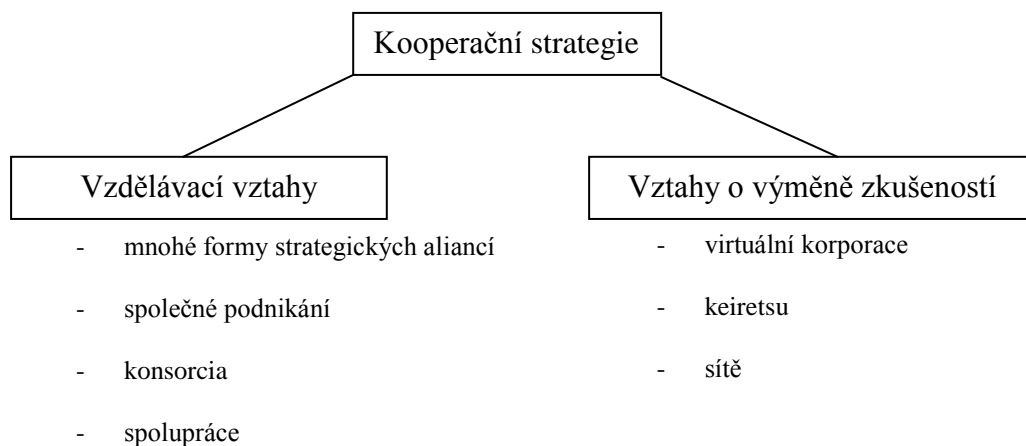 Kooperační strategie
Vzdělávací vztahy
- mnohé formy strategických aliancí
- společné podnikání
- konsorcia
- spolupráce
Vztahy o výměně zkušeností
- virtuální korporace
- keiretsu
- sítě